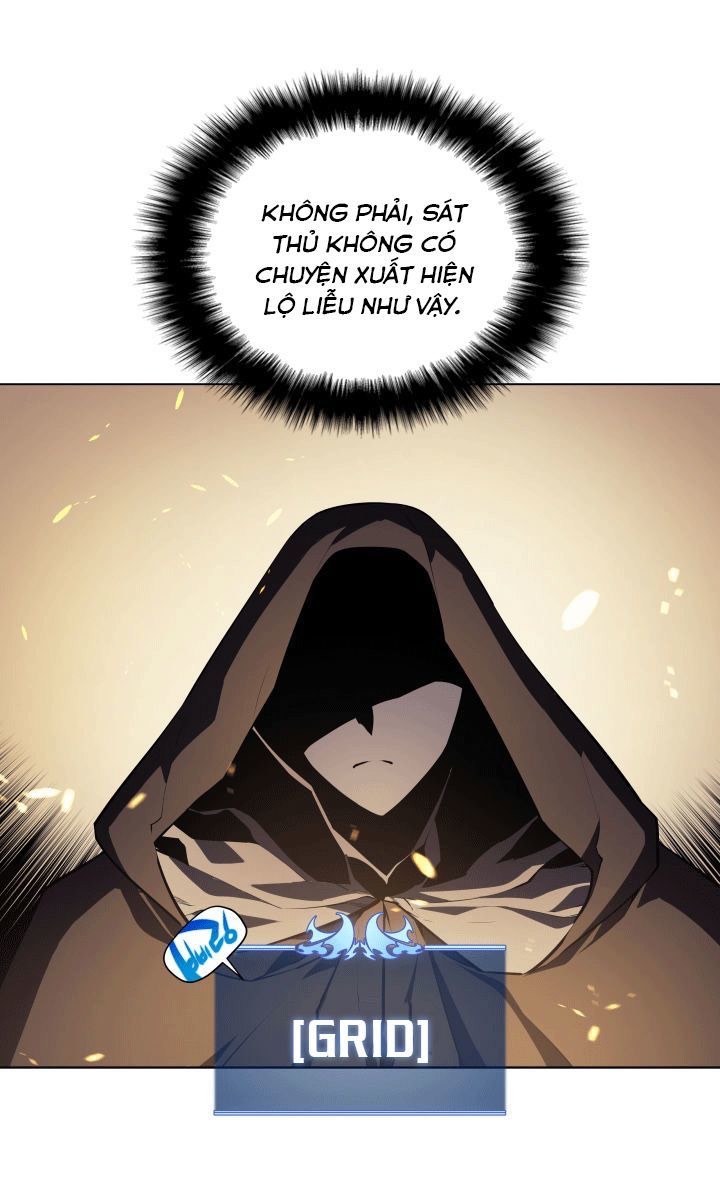 KHÔNG PHẢI, SÁT
THỦ KHÔNG CÓ
CHUYỆN XUẤT HIỆN
LỘ LIỄU NHƯ VẬY.
[GRID]